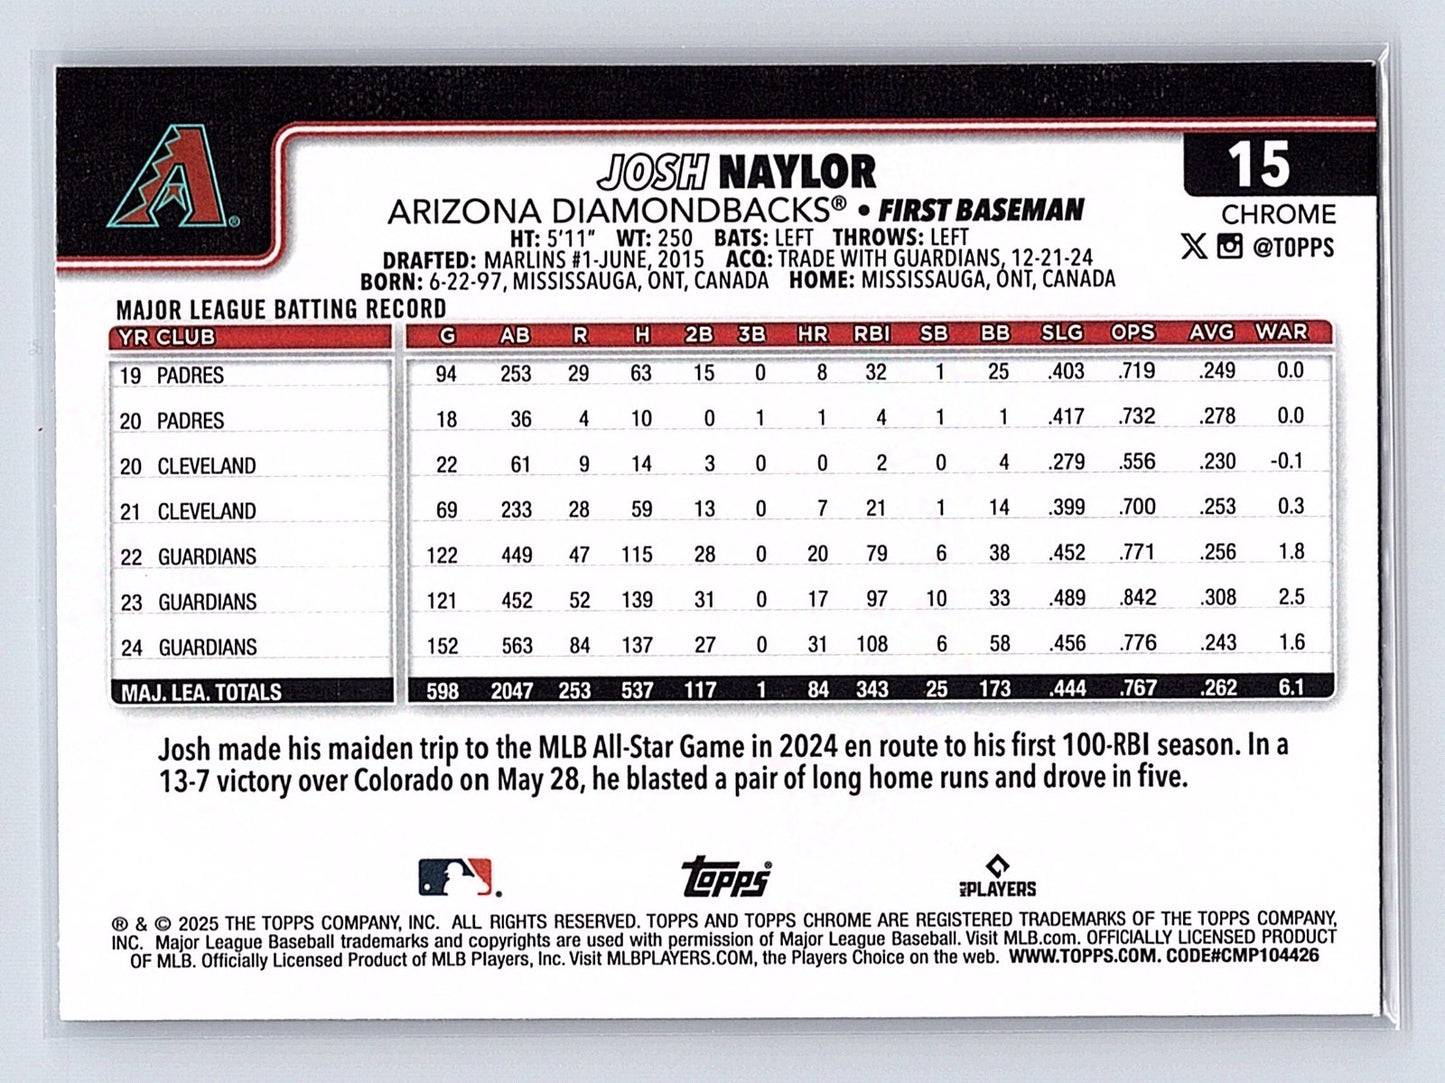 15
JOSH NAYLOR
ARIZONA DIAMONDBACKS® • FIRST BASEMAN
CHROME
HT: 5'11" WT: 250 BATS: LEFT THROWS: LEFT
@TOPPS
DRAFTED: MARLINS #1-JUNE, 2015 ACQ: TRADE WITH GUARDIANS, 12-21-24
BORN: 6-22-97, MISSISSAUGA, ONT, CANADA HOME: MISSISSAUGA, ONT, CANADA
MAJOR LEAGUE BATTING RECORD
YR CLUB G AB R H 2B 3B HR RBI SB BB SLG OPS AVG WAR
19 PADRES 94 253 29 63 15 0 8 32 1 25 .403 .719 .249 0.0
20 PADRES 18 36 4 10 0 1 1 4 1 1 .417 .732 .278 0.0
20 CLEVELAND 22 61 9 14 3 0 0 2 0 4 .279 .556 .230 -0.1
21 CLEVELAND 69 233 28 59 13 0 7 21 1 14 .399 .700 .253 0.3
22 GUARDIANS 122 449 47 115 28 0 20 79 6 38 .452 .771 .256 1.8
23 GUARDIANS 121 452 52 139 31 0 17 97 10 33 .489 .842 .308 2.5
24 GUARDIANS 152 563 84 137 27 0 31 108 6 58 .456 .776 .243 1.6
MAJ. LEA. TOTALS 598 2047 253 537 117 1 84 343 25 173 .444 .767 .262 6.1
Josh made his maiden trip to the MLB All-Star Game in 2024 en route to his first 100-RBI season. In a
13-7 victory over Colorado on May 28, he blasted a pair of long home runs and drove in five.
topps®
MLB PLAYERS
® & © 2025 THE TOPPS COMPANY, INC. ALL RIGHTS RESERVED. TOPPS AND TOPPS CHROME ARE REGISTERED TRADEMARKS OF THE TOPPS COMPANY,
INC. Major League Baseball trademarks and copyrights are used with permission of Major League Baseball. Visit MLB.com. OFFICIALLY LICENSED PRODUCT
OF MLB. Officially Licensed Product of MLB Players, Inc. Visit MLBPLAYERS.COM, the Players Choice on the web. WWW.TOPPS.COM. CODE#CMP104426